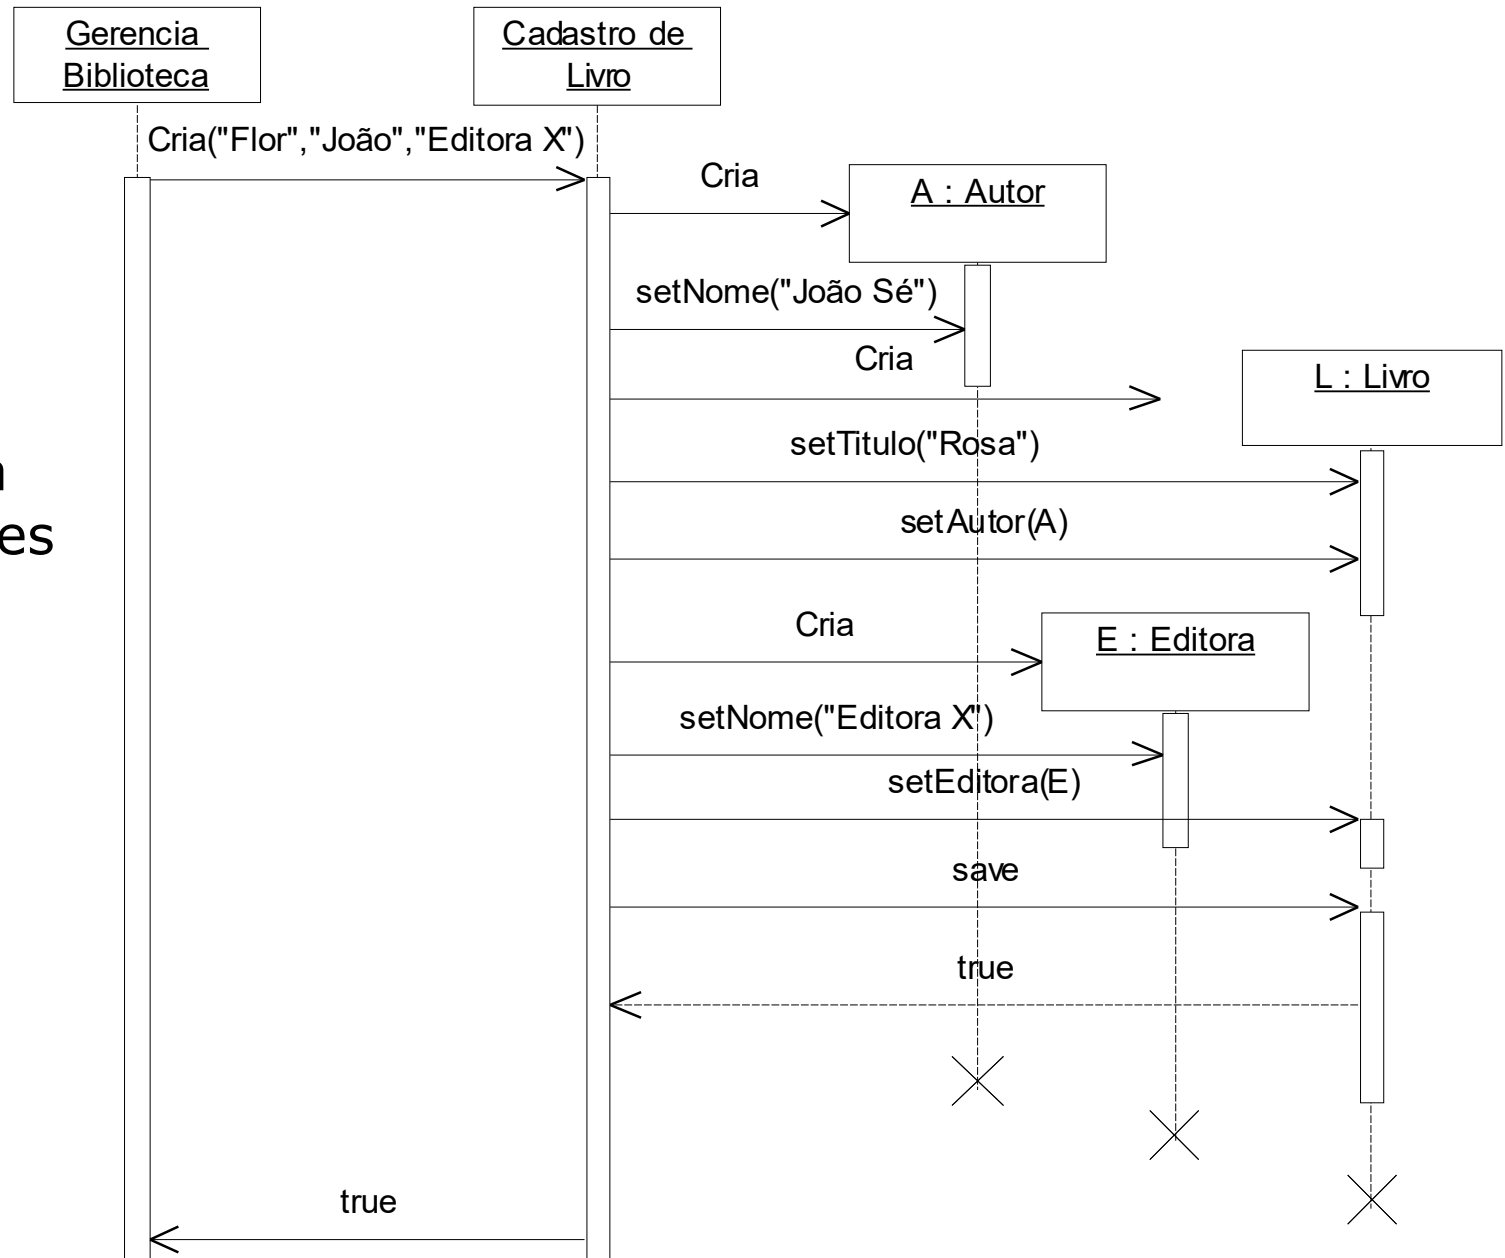 Gerencia
Biblioteca
Cadastro de
Livro
Cria("Flor","João","Editora X")
Cria
A : Autor
setNome("João Sé")
Cria
L : Livro
setTitulo("Rosa")
setAutor(A)
es
Cria
E : Editora
setNome("Editora X")
setEditora(E)
save
true
true